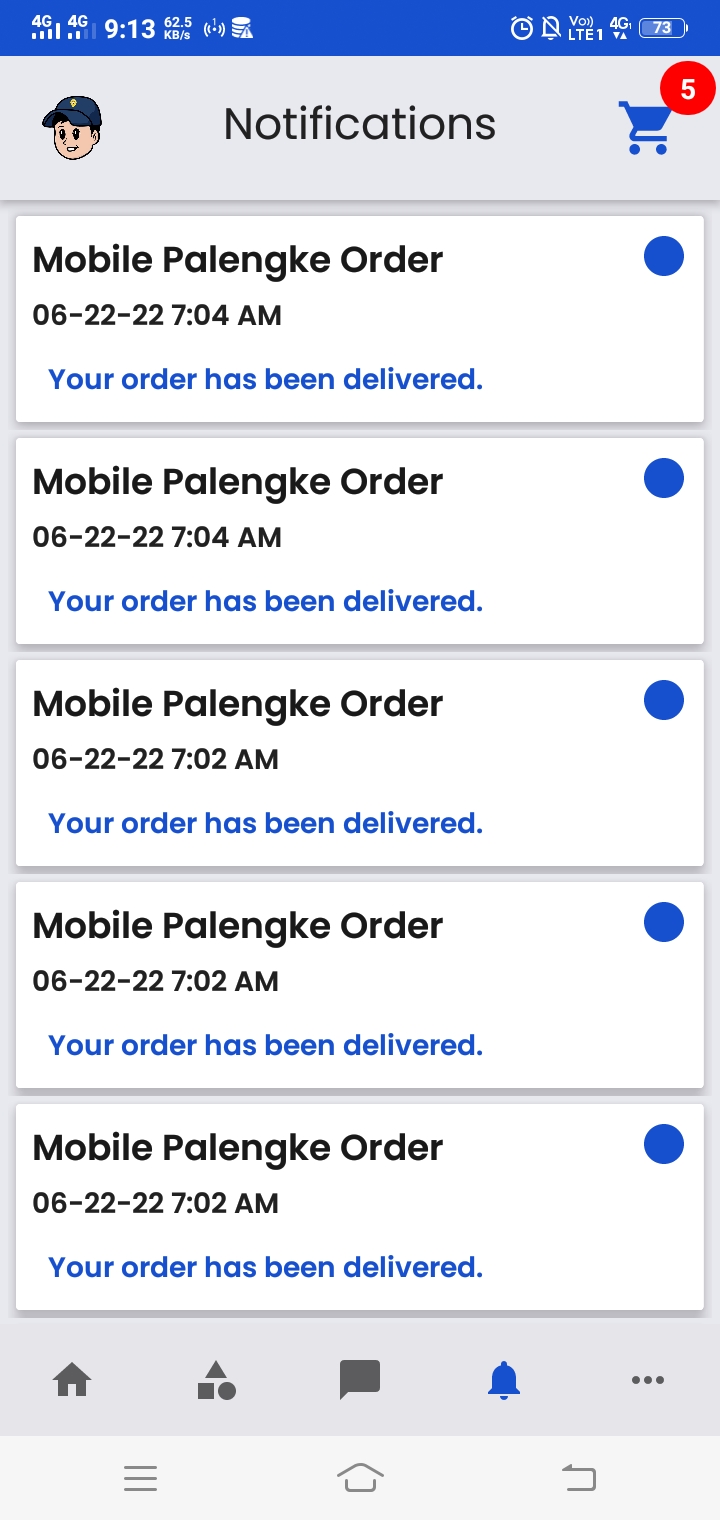 4G 4G 9:13 62.5 KB/s Vo)) LTE1 4G 73
Notifications
5
Mobile Palengke Order
06-22-22 7:04 AM
Your order has been delivered.
Mobile Palengke Order
06-22-22 7:04 AM
Your order has been delivered.
Mobile Palengke Order
06-22-22 7:02 AM
Your order has been delivered.
Mobile Palengke Order
06-22-22 7:02 AM
Your order has been delivered.
Mobile Palengke Order
06-22-22 7:02 AM
Your order has been delivered.